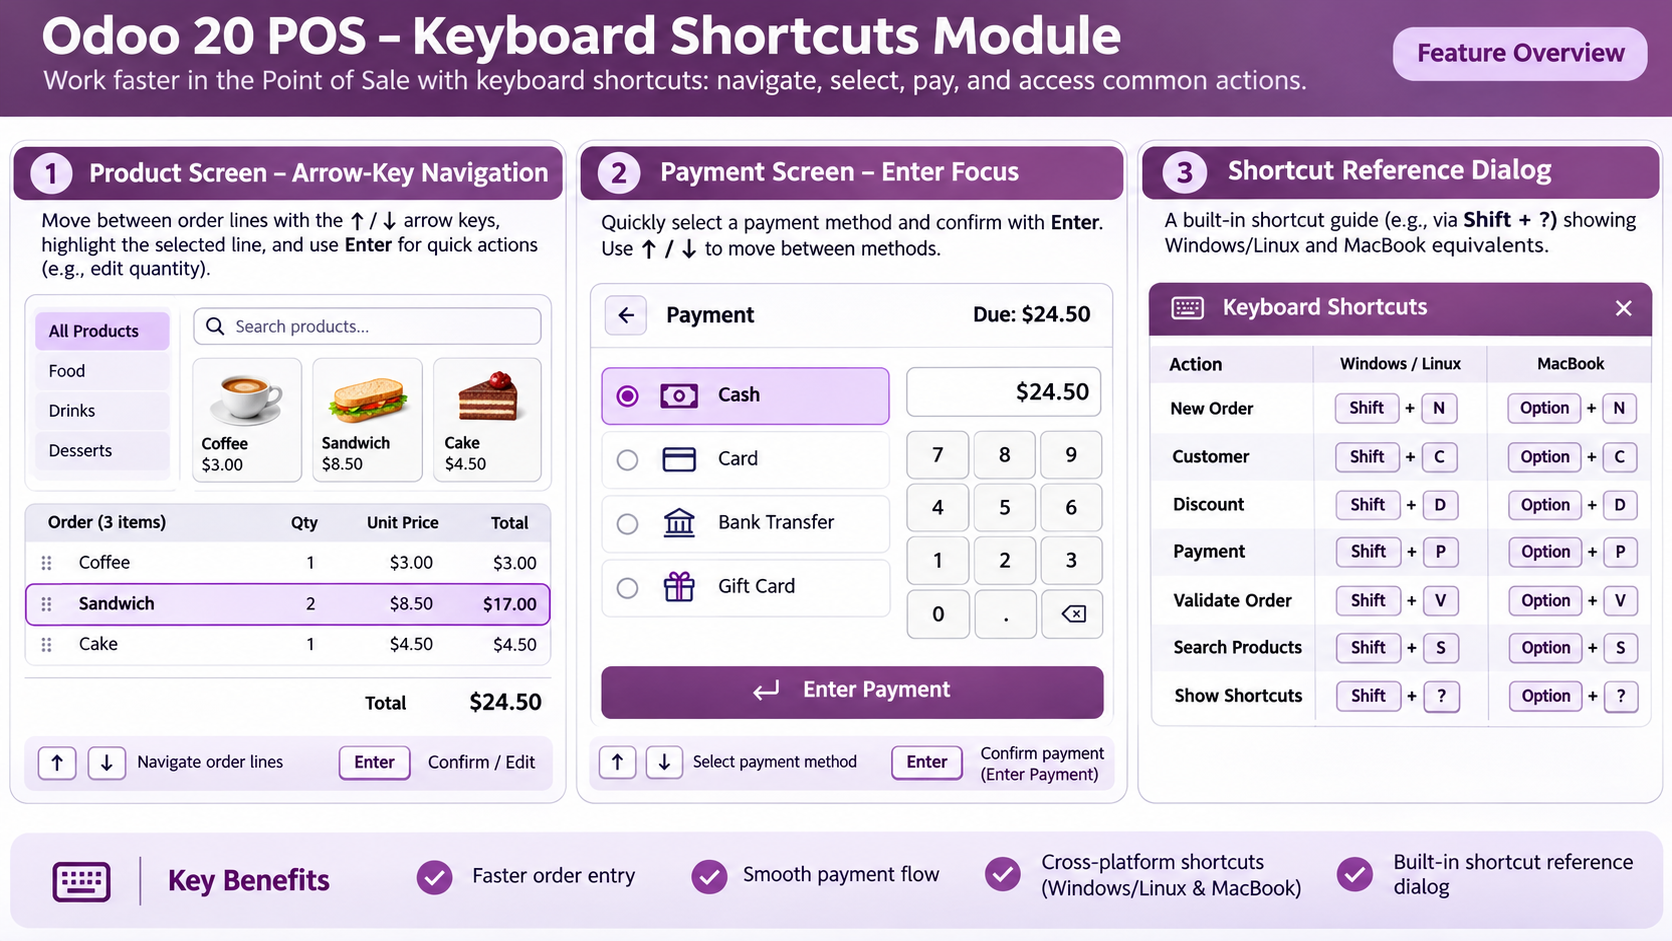 Odoo 20 POS – Keyboard Shortcuts Module
Work faster in the Point of Sale with keyboard shortcuts: navigate, select, pay, and access common actions.
Feature Overview
1 Product Screen – Arrow-Key Navigation
Move between order lines with the ↑ / ↓ arrow keys,
highlight the selected line, and use Enter for quick actions
(e.g., edit quantity).
All Products
Food
Drinks
Desserts
Search products...
Coffee
$3.00
Sandwich
$8.50
Cake
$4.50
Order (3 items) Qty Unit Price Total
Coffee 1 $3.00 $3.00
Sandwich 2 $8.50 $17.00
Cake 1 $4.50 $4.50
Total $24.50
↑ ↓ Navigate order lines Enter Confirm / Edit
2 Payment Screen – Enter Focus
Quickly select a payment method and confirm with Enter.
Use ↑ / ↓ to move between methods.
← Payment Due: $24.50
Cash
Card
Bank Transfer
Gift Card
$24.50
7 8 9
4 5 6
1 2 3
0 .
Enter Payment
↑ ↓ Select payment method Enter Confirm payment
(Enter Payment)
3 Shortcut Reference Dialog
A built-in shortcut guide (e.g., via Shift + ?) showing
Windows/Linux and MacBook equivalents.
Keyboard Shortcuts ×
Action Windows / Linux MacBook
New Order Shift + N Option + N
Customer Shift + C Option + C
Discount Shift + D Option + D
Payment Shift + P Option + P
Validate Order Shift + V Option + V
Search Products Shift + S Option + S
Show Shortcuts Shift + ? Option + ?
Key Benefits
Faster order entry
Smooth payment flow
Cross-platform shortcuts
(Windows/Linux & MacBook)
Built-in shortcut reference
dialog